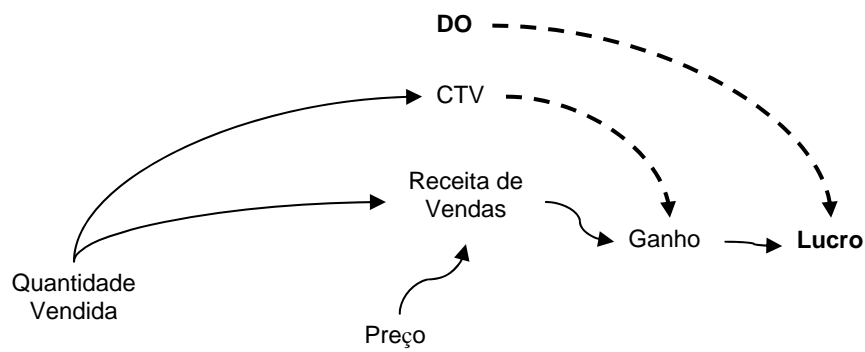 DO
CTV
Receita de
Vendas
Ganho
Lucro
Quantidade
Vendida
Preço